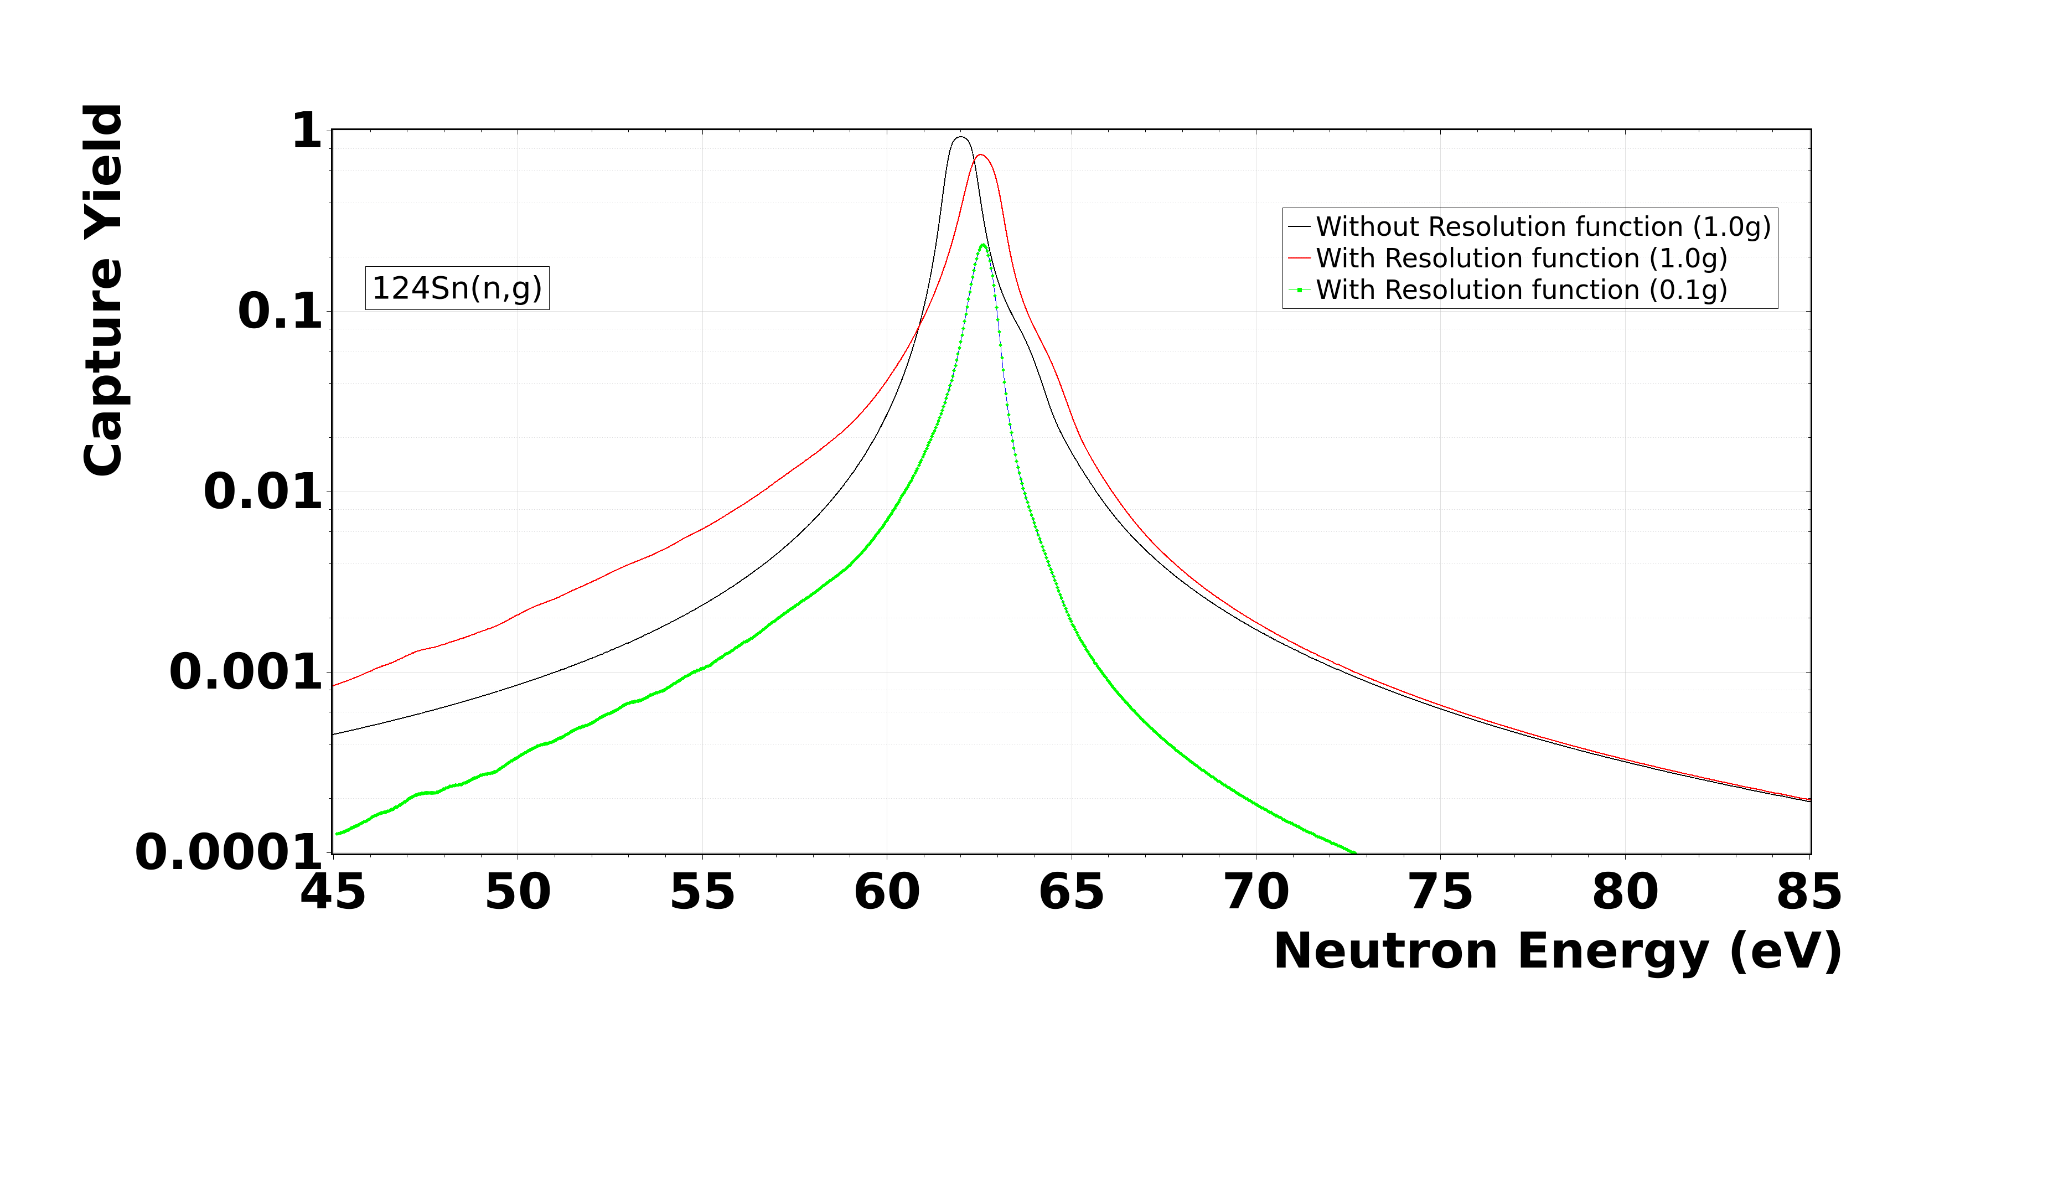 Capture Yield
1
0.1
0.01
0.001
0.0001
124Sn(n,g)
Without Resolution function (1.0g)
With Resolution function (1.0g)
With Resolution function (0.1g)
45 50 55 60 65 70 75 80 85
Neutron Energy (eV)